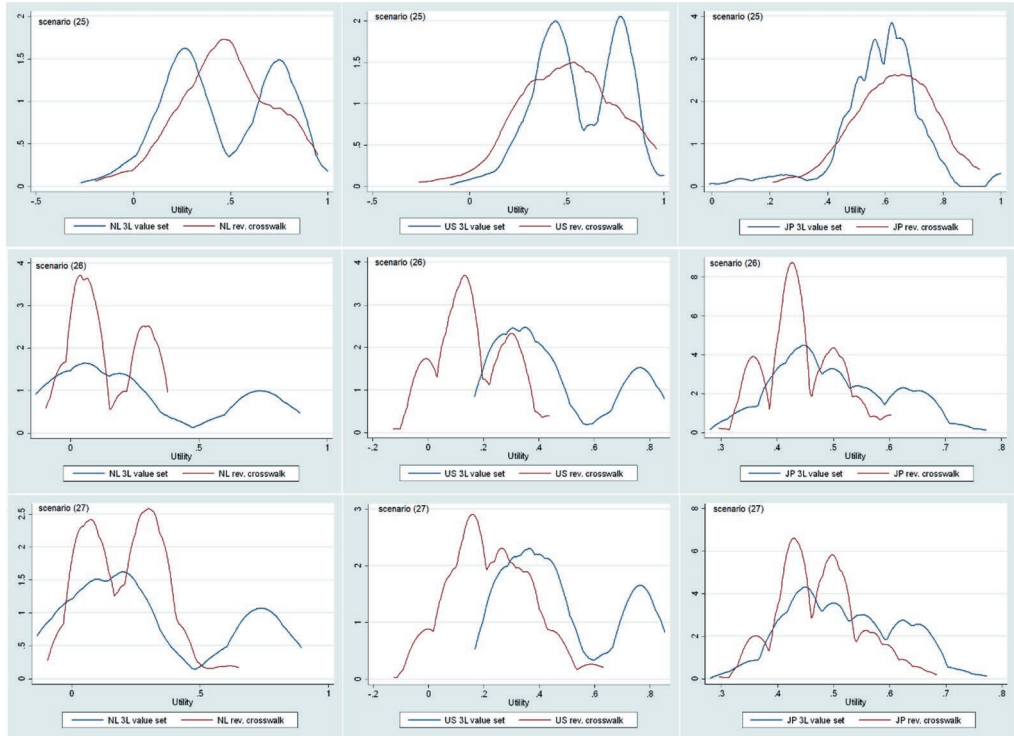 scenario (25)
2
1.5
1
.5
0
-.5
0
.5
1
Utility
NL 3L value set
NL rev. crosswalk
scenario (25)
2
1.5
1
.5
0
-.5
0
.5
1
Utility
US 3L value set
US rev. crosswalk
scenario (25)
4
3
2
1
0
0
.2
.4
.6
.8
1
Utility
JP 3L value set
JP rev. crosswalk
scenario (26)
4
3
2
1
0
0
.5
1
Utility
NL 3L value set
NL rev. crosswalk
scenario (26)
4
3
2
1
0
-.2
0
.2
.4
.6
.8
Utility
US 3L value set
US rev. crosswalk
scenario (26)
8
6
4
2
0
.3
.4
.5
.6
.7
.8
Utility
JP 3L value set
JP rev. crosswalk
scenario (27)
2.5
2
1.5
1
.5
0
0
.5
1
Utility
NL 3L value set
NL rev. crosswalk
scenario (27)
3
2
1
0
-.2
0
.2
.4
.6
.8
Utility
US 3L value set
US rev. crosswalk
scenario (27)
8
6
4
2
0
.3
.4
.5
.6
.7
.8
Utility
JP 3L value set
JP rev. crosswalk